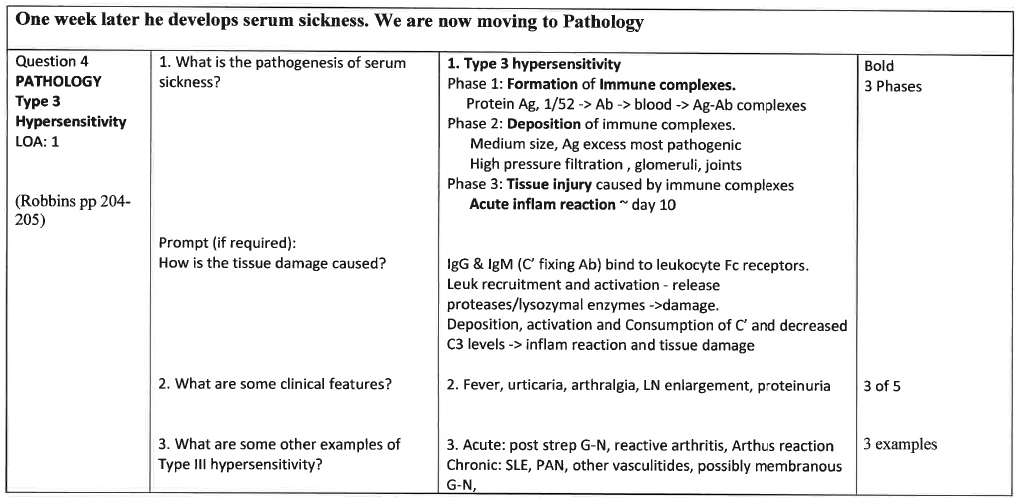 One week later he develops serum sickness. We are now moving to Pathology
Question 4
PATHOLOGY
Type 3
Hypersensitivity
LOA: 1
(Robbins pp 204-
205)
1. What is the pathogenesis of serum
sickness?
Prompt (if required):
How is the tissue damage caused?
2. What are some clinical features?
3. What are some other examples of
Type III hypersensitivity?
1. Type 3 hypersensitivity
Phase 1: Formation of Immune complexes.
Protein Ag, 1/52 -> Ab -> blood -> Ag-Ab complexes
Phase 2: Deposition of immune complexes.
Medium size, Ag excess most pathogenic
High pressure filtration , glomeruli, joints
Phase 3: Tissue injury caused by immune complexes
Acute inflam reaction ~ day 10
IgG & IgM (C' fixing Ab) bind to leukocyte Fc receptors.
Leuk recruitment and activation - release
proteases/lysozymal enzymes ->damage.
Deposition, activation and Consumption of C' and decreased
C3 levels -> inflam reaction and tissue damage
2. Fever, urticaria, arthralgia, LN enlargement, proteinuria
3. Acute: post strep G-N, reactive arthritis, Arthus reaction
Chronic: SLE, PAN, other vasculitides, possibly membranous
G-N,
Bold
3 Phases
3 of 5
3 examples